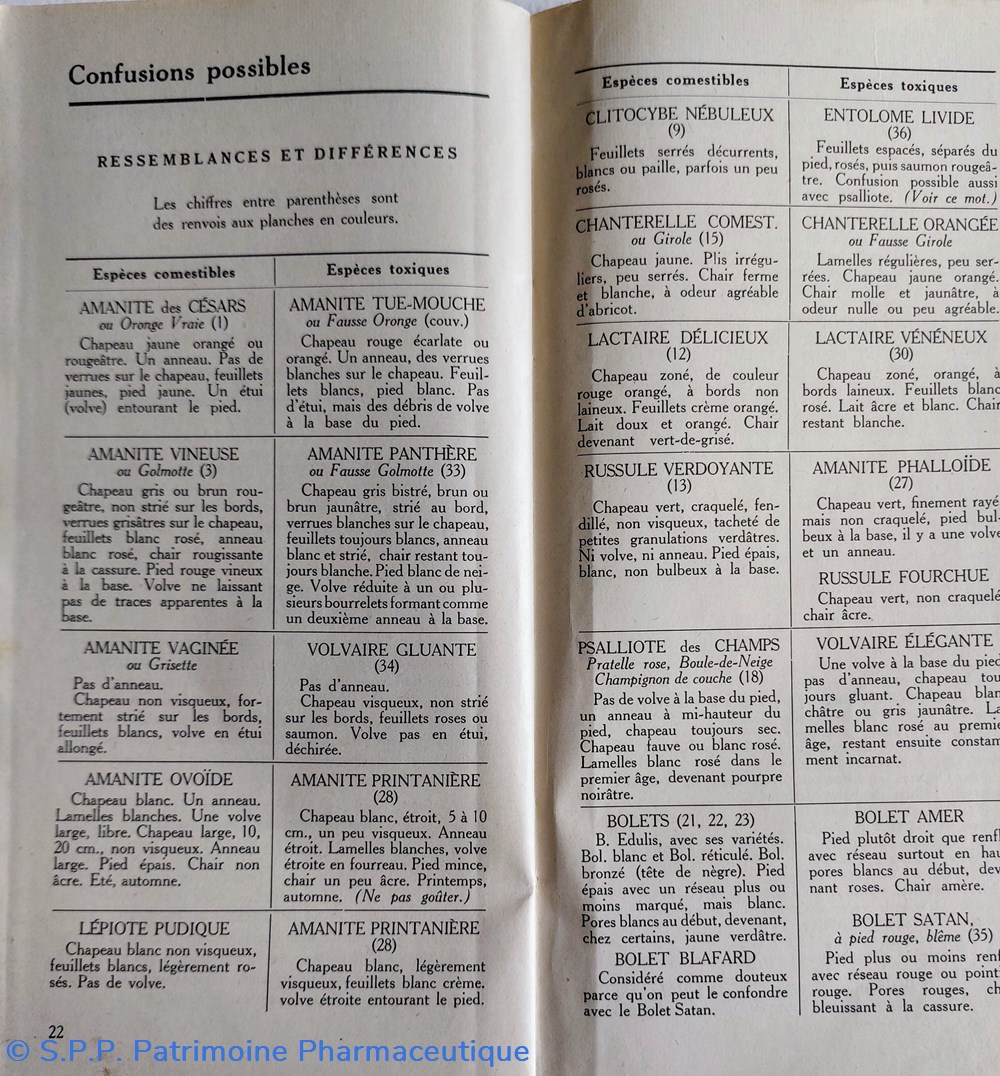 Confusions possibles
RESSEMBLANCES ET DIFFÉRENCES
Les chiffres entre parenthèses sont
des renvois aux planches en couleurs.
Espèces comestibles
Espèces toxiques
AMANITE des CÉSARS
ou Oronge Vraie (1)
Chapeau jaune orangé ou
rougeâtre. Un anneau. Pas de
verrues sur le chapeau, feuillets
jaunes, pied jaune. Un étui
(volve) entourant le pied.
AMANITE TUE-MOUCHE
ou Fausse Oronge (couv.)
Chapeau rouge écarlate ou
orangé. Un anneau, des verrues
blanches sur le chapeau. Feuil-
lets blancs, pied blanc. Pas
d'étui, mais des débris de volve
à la base du pied.
AMANITE VINEUSE
ou Golmotte (3)
Chapeau gris ou brun rou-
geâtre, non strié sur les bords,
verrues grisâtres sur le chapeau,
feuillets blanc rosé, anneau
blanc rosé, chair rougissante
à la cassure. Pied rouge vineux
à la base. Volve ne laissant
pas de traces apparentes à la
base.
AMANITE PANTHÈRE
ou Fausse Golmotte (33)
Chapeau gris bistré, brun ou
brun jaunâtre, strié au bord,
verrues blanches sur le chapeau,
feuillets toujours blancs, anneau
blanc et strié, chair restant tou-
jours blanche. Pied blanc de nei-
ge. Volve réduite à un ou plu-
sieurs bourrelets formant comme
un deuxième anneau à la base.
AMANITE VAGINÉE
ou Grisette
Pas d'anneau.
Chapeau non visqueux, for-
tement strié sur les bords,
feuillets blancs, volve en étui
allongé.
VOLVAIRE GLUANTE
(34)
Pas d'anneau.
Chapeau visqueux, non strié
sur les bords, feuillets roses ou
saumon. Volve pas en étui,
déchirée.
AMANITE OVOÏDE
Chapeau blanc. Un anneau.
Lamelles blanches. Une volve
large, libre. Chapeau large, 10,
20 cm., non visqueux. Anneau
large. Pied épais. Chair non
âcre. Eté, automne.
AMANITE PRINTANIÈRE
(28)
Chapeau blanc, étroit, 5 à 10
cm., un peu visqueux. Anneau
étroit. Lamelles blanches, volve
étroite en fourreau. Pied mince,
chair un peu âcre. Printemps,
automne. (Ne pas goûter.)
LÉPIOTE PUDIQUE
Chapeau blanc non visqueux,
feuillets blancs, légèrement ro-
sés. Pas de volve.
AMANITE PRINTANIÈRE
(28)
Chapeau blanc, légèrement
visqueux, feuillets blanc crème.
volve étroite entourant le pied.
22
Espèces comestibles
Espèces toxiques
CLITOCYBE NÉBULEUX
(9)
Feuillets serrés décurrents,
blancs ou paille, parfois un peu
rosés.
ENTOLOME LIVIDE
(36)
Feuillets espacés, séparés du
pied, rosés, puis saumon rougeâ-
tre. Confusion possible aussi
avec psalliote. (Voir ce mot.)
CHANTERELLE COMEST.
ou Girole (15)
Chapeau jaune. Plis irrégu-
liers, peu serrés. Chair ferme
et blanche, à odeur agréable
d'abricot.
CHANTERELLE ORANGÉE
ou Fausse Girole
Lamelles régulières, peu ser-
rées. Chapeau jaune orangé.
Chair molle et jaunâtre, à
odeur nulle ou peu agréable.
LACTAIRE DÉLICIEUX
(12)
Chapeau zoné, de couleur
rouge orangé, à bords non
laineux. Feuillets crème orangé.
Lait doux et orangé. Chair
devenant vert-de-grisé.
LACTAIRE VÉNÉNEUX
(30)
Chapeau zoné, orangé, à
bords laineux. Feuillets blanc
rosé. Lait âcre et blanc. Chair
restant blanche.
RUSSULE VERDOYANTE
(13)
Chapeau vert, craquelé, fen-
dillé, non visqueux, tacheté de
petites granulations verdâtres.
Ni volve, ni anneau. Pied épais,
blanc, non bulbeux à la base.
AMANITE PHALLOÏDE
(27)
Chapeau vert, finement rayé
mais non craquelé, pied bul-
beux à la base, il y a une volve
et un anneau.
RUSSULE FOURCHUE
Chapeau vert, non craquelé
chair âcre.
PSALLIOTE des CHAMPS
Pratelle rose, Boule-de-Neige
Champignon de couche (18)
Pas de volve à la base du pied,
un anneau à mi-hauteur du
pied, chapeau toujours sec.
Chapeau fauve ou blanc rosé.
Lamelles blanc rosé dans le
premier âge, devenant pourpre
noirâtre.
VOLVAIRE ÉLÉGANTE
Une volve à la base du pied
pas d'anneau, chapeau tou
jours gluant. Chapeau blan
châtre ou gris jaunâtre. La
melles blanc rosé au premie
âge, restant ensuite constam
ment incarnat.
BOLETS (21, 22, 23)
B. Edulis, avec ses variétés.
Bol. blanc et Bol. réticulé. Bol.
bronzé (tête de nègre). Pied
épais avec un réseau plus ou
moins marqué, mais blanc.
Pores blancs au début, devenant,
chez certains, jaune verdâtre.
BOLET BLAFARD
Considéré comme douteux
parce qu'on peut le confondre
avec le Bolet Satan.
BOLET AMER
Pied plutôt droit que renfl
avec réseau surtout en hau
pores blancs au début, dev
nant roses. Chair amère.
BOLET SATAN,
à pied rouge, blême (35)
Pied plus ou moins renf
avec réseau rouge ou point
rouge. Pores rouges, ch
bleuissant à la cassure.
© S.P.P. Patrimoine Pharmaceutique